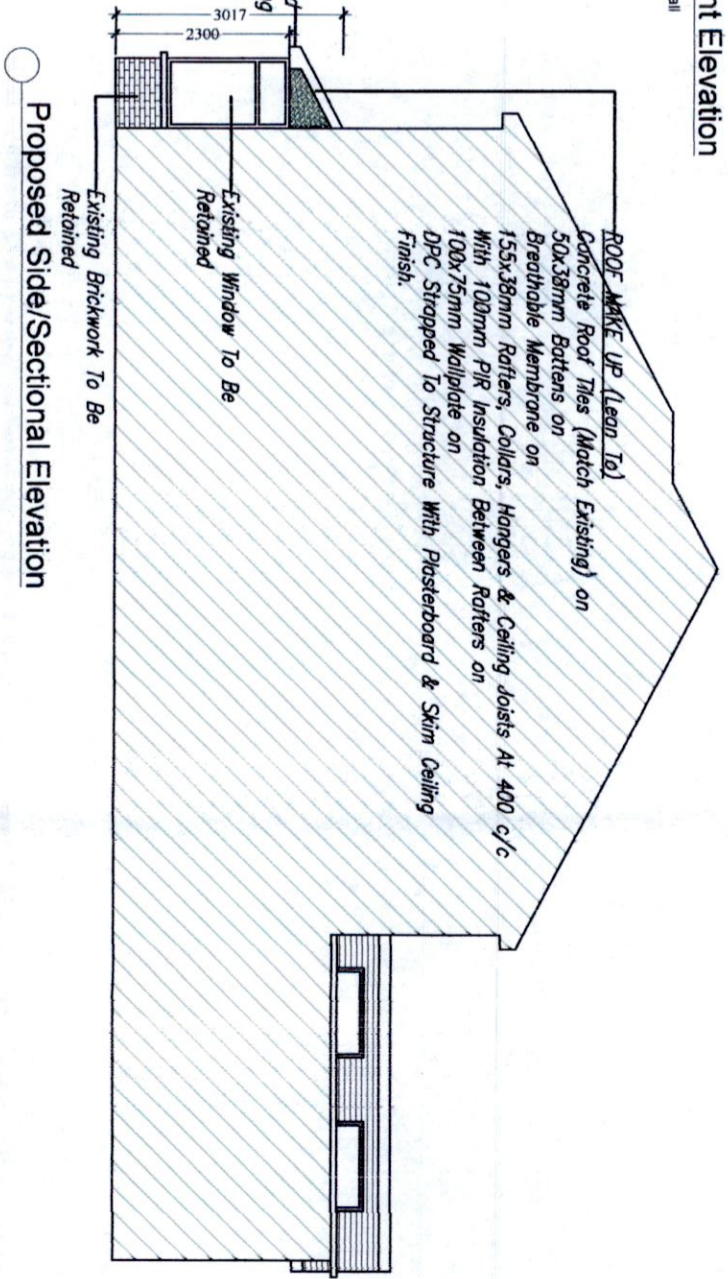 nt Elevation
all
3017
2300
ROOF MAKE UP (Lean To)
Concrete Roof Tiles (Match Existing) on
50x38mm Battens on
Breathable Membrane on
155x38mm Rafters, Collars, Hangers & Ceiling Joists At 400 c/c
With 100mm PIR Insulation Between Rafters on
100x75mm Wallplate on
DPC Strapped To Structure With Plasterboard & Skim Ceiling
Finish.
Existing Window To Be
Retained
Existing Brickwork To Be
Retained
Proposed Side/Sectional Elevation